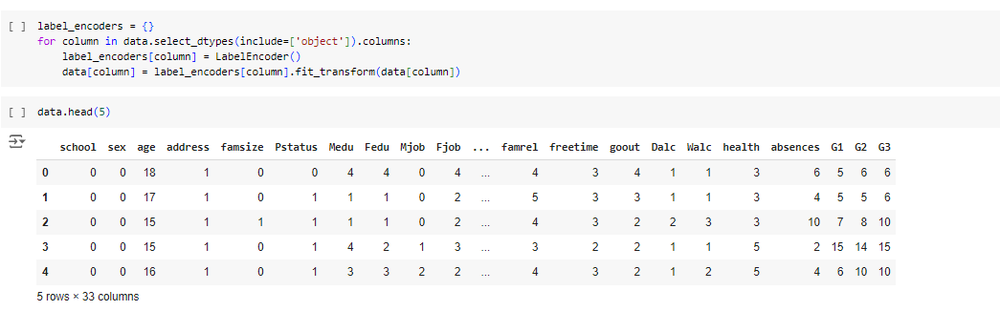 [ ] label_encoders = {}
for column in data.select_dtypes(include=['object']).columns:
    label_encoders[column] = LabelEncoder()
    data[column] = label_encoders[column].fit_transform(data[column])
[ ] data.head(5)
school sex age address famsize Pstatus Medu Fedu Mjob Fjob ... famrel freetime goout Dalc Walc health absences G1 G2 G3
0 0 0 18 1 0 0 4 4 0 4 ... 4 3 4 1 1 3 6 5 6 6
1 0 0 17 1 0 1 1 1 0 2 ... 5 3 3 1 1 3 4 5 5 6
2 0 0 15 1 1 1 1 1 0 2 ... 4 3 2 2 3 3 10 7 8 10
3 0 0 15 1 0 1 4 2 1 3 ... 3 2 2 1 1 5 2 15 14 15
4 0 0 16 1 0 1 3 3 2 2 ... 4 3 2 1 2 5 4 6 10 10
5 rows × 33 columns